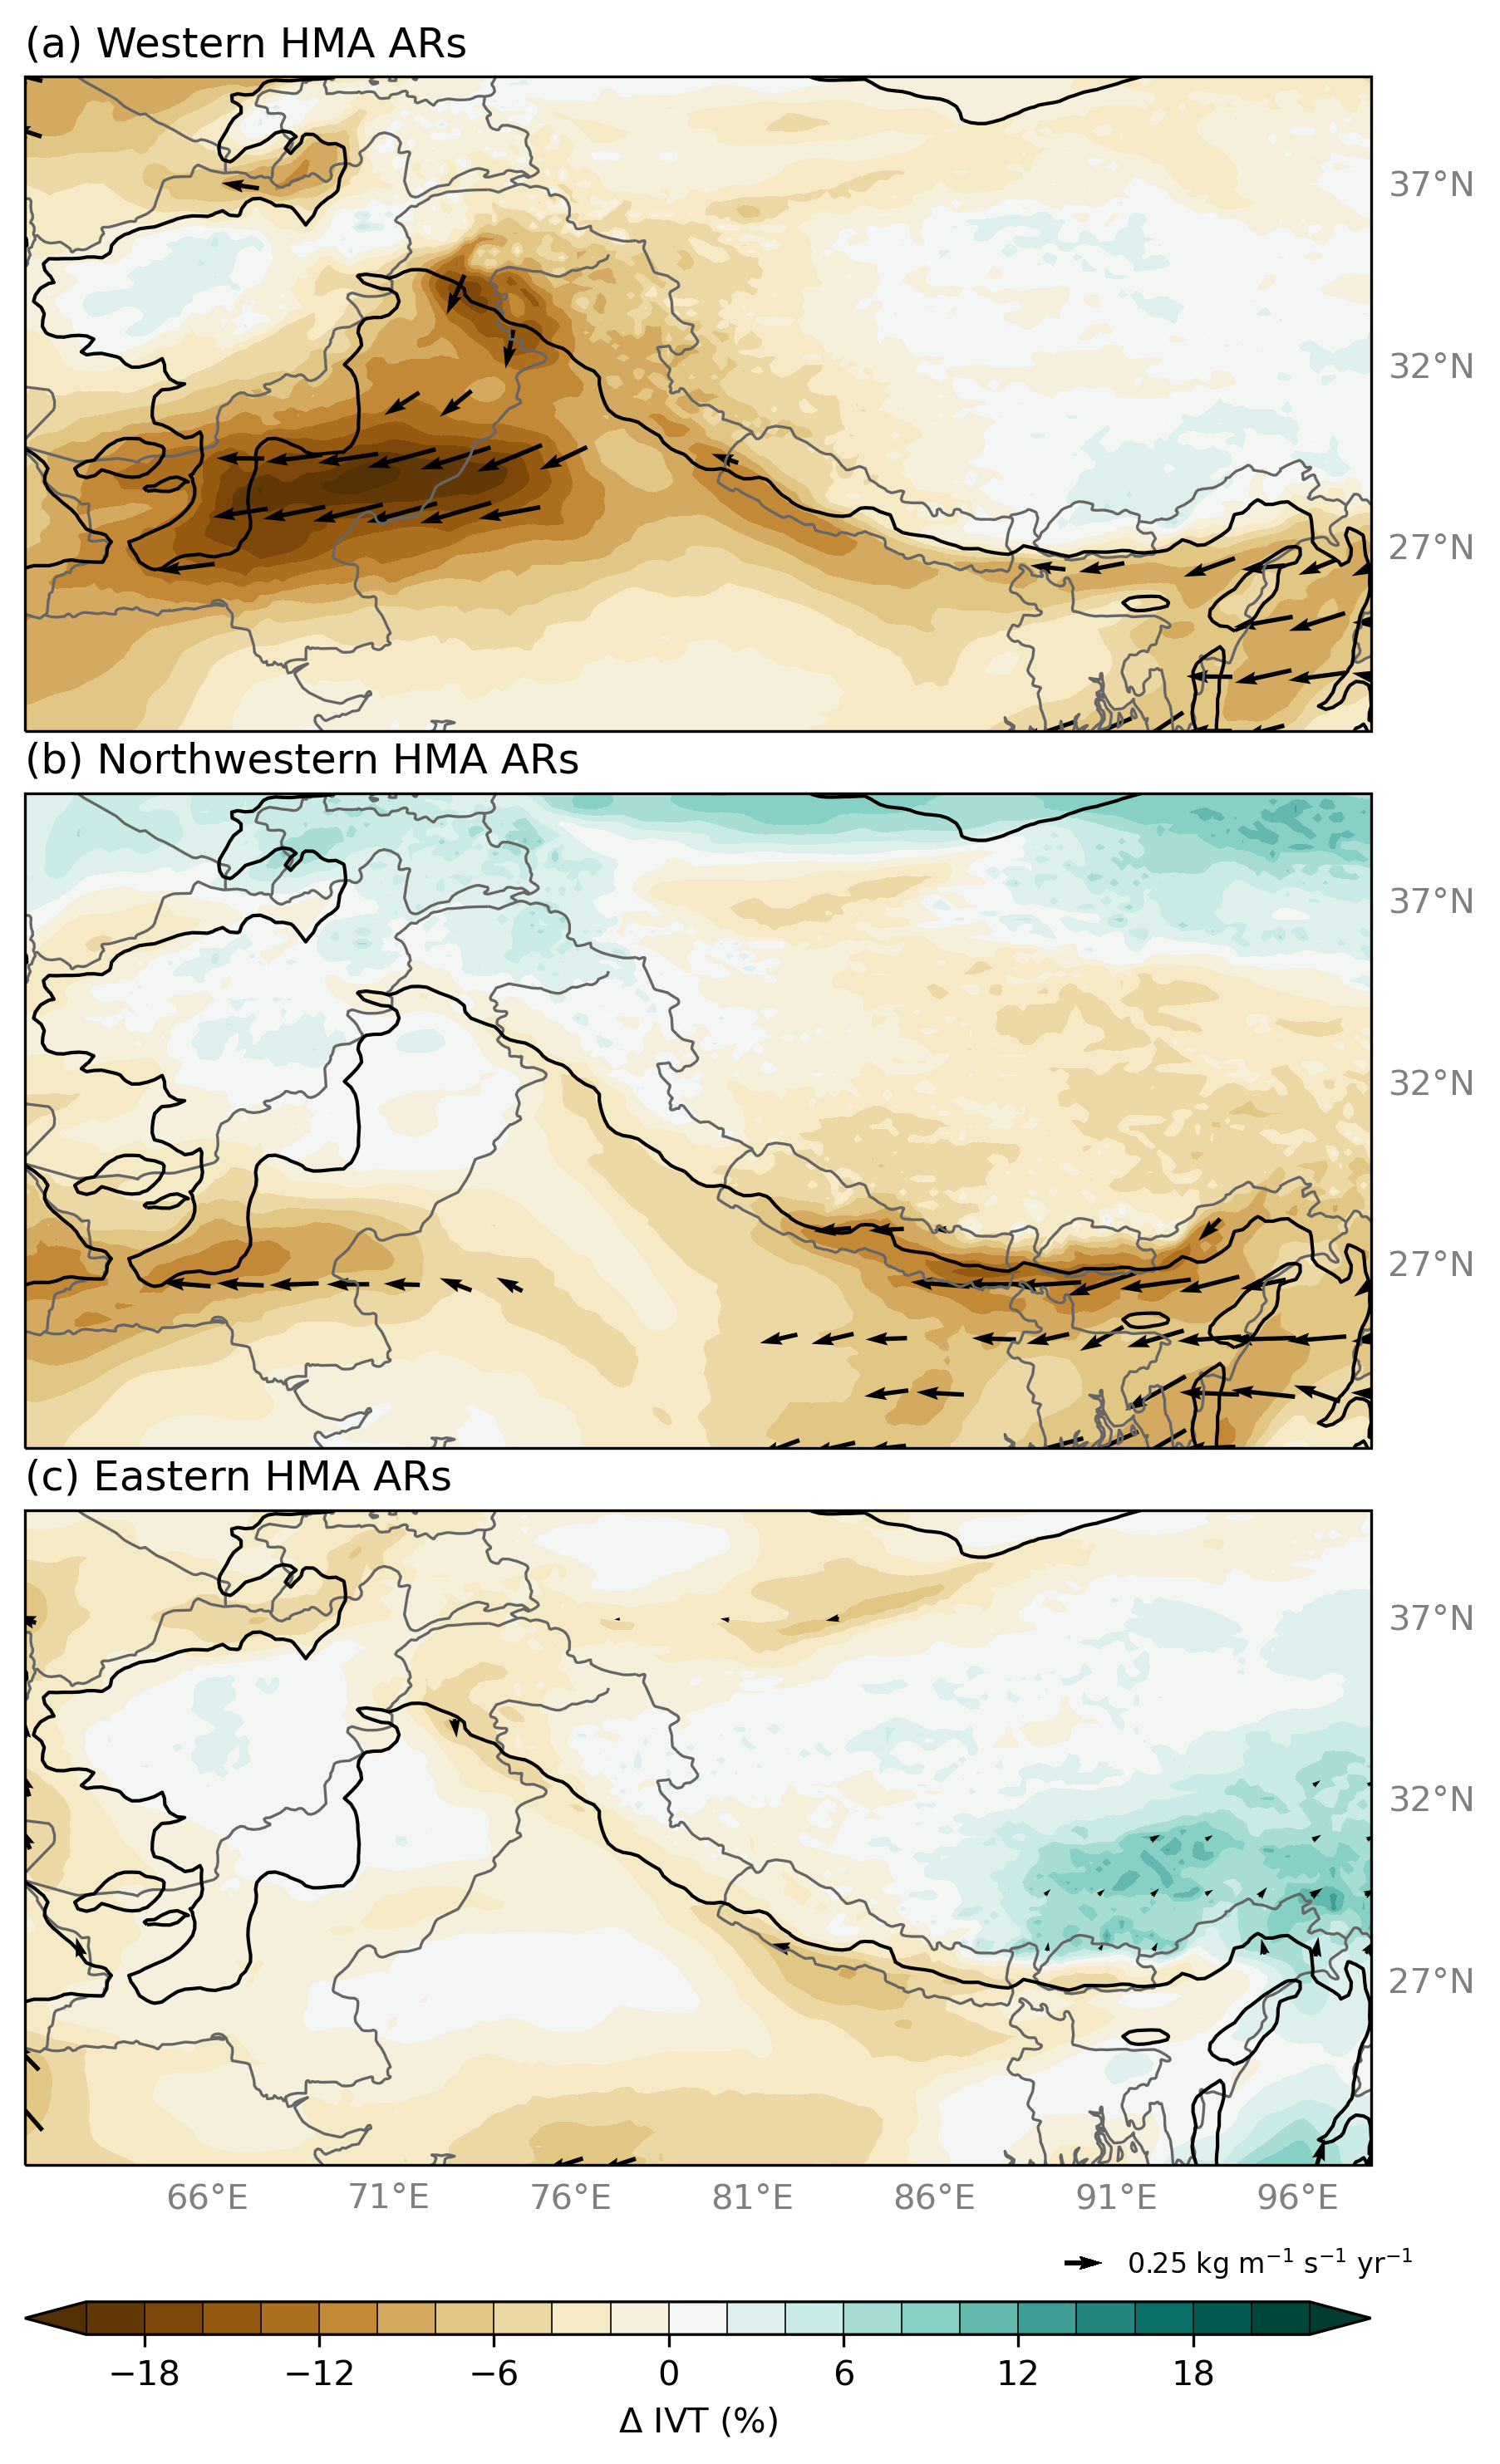 (a) Western HMA ARs
37°N
32°N
27°N
(b) Northwestern HMA ARs
37°N
32°N
27°N
(c) Eastern HMA ARs
37°N
32°N
27°N
66°E 71°E 76°E 81°E 86°E 91°E 96°E
0.25 kg m⁻¹ s⁻¹ yr⁻¹
−18 −12 −6 0 6 12 18
Δ IVT (%)